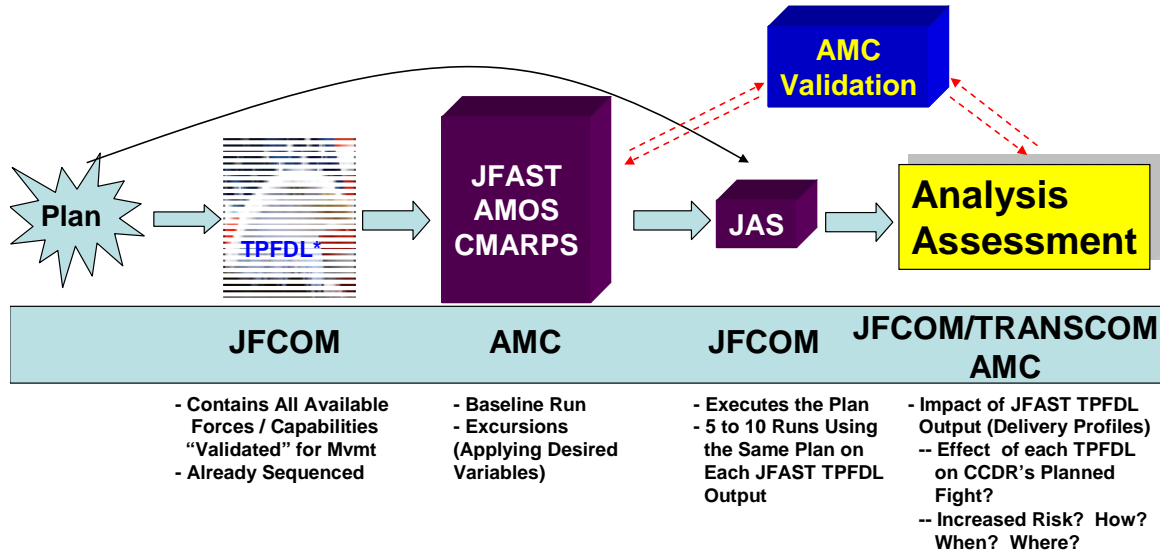 AMC
Validation
Plan
TPFDL*
JFAST
AMOS
CMARPS
JAS
Analysis
Assessment
JFCOM
AMC
JFCOM
JFCOM/TRANSCOM
AMC
- Contains All Available
Forces / Capabilities
“Validated” for Mvmt
- Already Sequenced
- Baseline Run
- Excursions
(Applying Desired
Variables)
- Executes the Plan
- 5 to 10 Runs Using
the Same Plan on
Each JFAST TPFDL
Output
- Impact of JFAST TPFDL
Output (Delivery Profiles)
-- Effect of each TPFDL
on CCDR’s Planned
Fight?
-- Increased Risk? How?
When? Where?